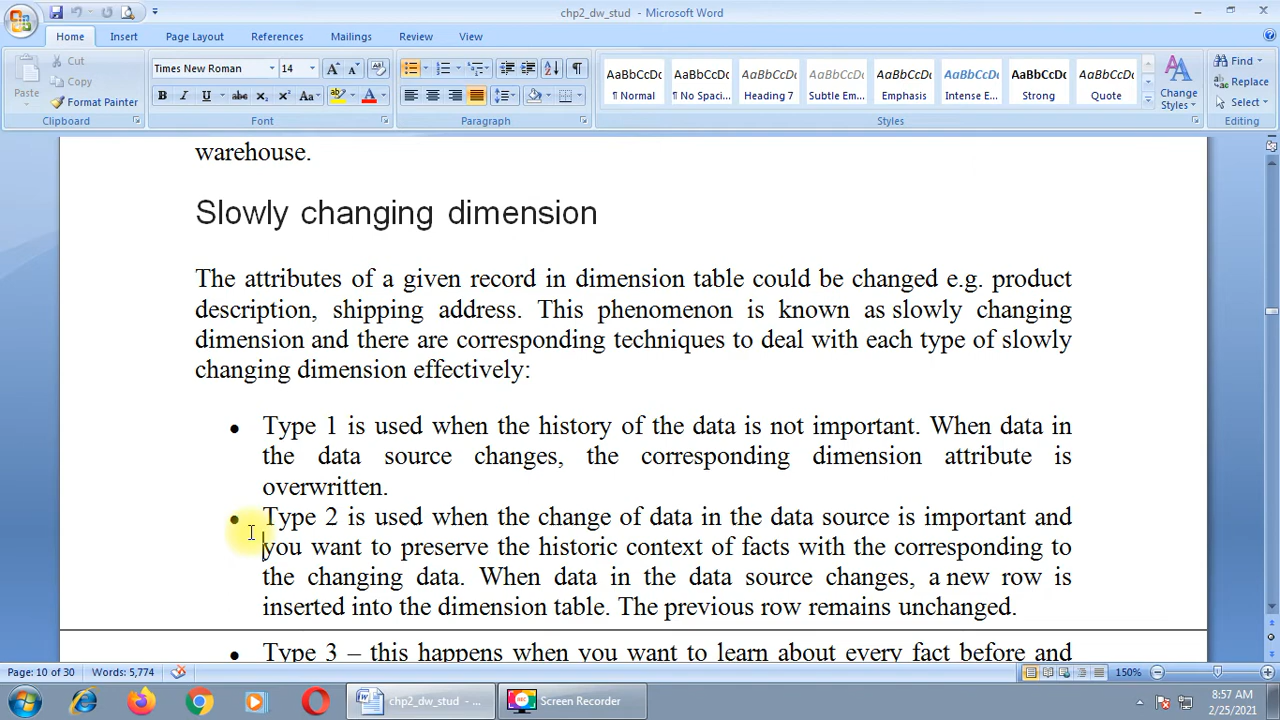 chp2_dw_stud - Microsoft Word
Home Insert Page Layout References Mailings Review View
Cut
Copy
Format Painter
Paste
Clipboard
Times New Roman 14
Font
Paragraph
AaBbCcDc AaBbCcDc AaBbCcDc AaBbCcDc AaBbCcDc AaBbCcDc AaBbCcDc AaBbCcDc
¶ Normal ¶ No Spaci... Heading 7 Subtle Em... Emphasis Intense E... Strong Quote
Change Styles
Styles
Find
Replace
Select
Editing
warehouse.
Slowly changing dimension
The attributes of a given record in dimension table could be changed e.g. product
description, shipping address. This phenomenon is known as slowly changing
dimension and there are corresponding techniques to deal with each type of slowly
changing dimension effectively:
• Type 1 is used when the history of the data is not important. When data in
the data source changes, the corresponding dimension attribute is
overwritten.
• Type 2 is used when the change of data in the data source is important and
you want to preserve the historic context of facts with the corresponding to
the changing data. When data in the data source changes, a new row is
inserted into the dimension table. The previous row remains unchanged.
• Type 3 – this happens when you want to learn about every fact before and
Page: 10 of 30 Words: 5,774 150%
chp2_dw_stud - ... Screen Recorder
8:57 AM
2/25/2021